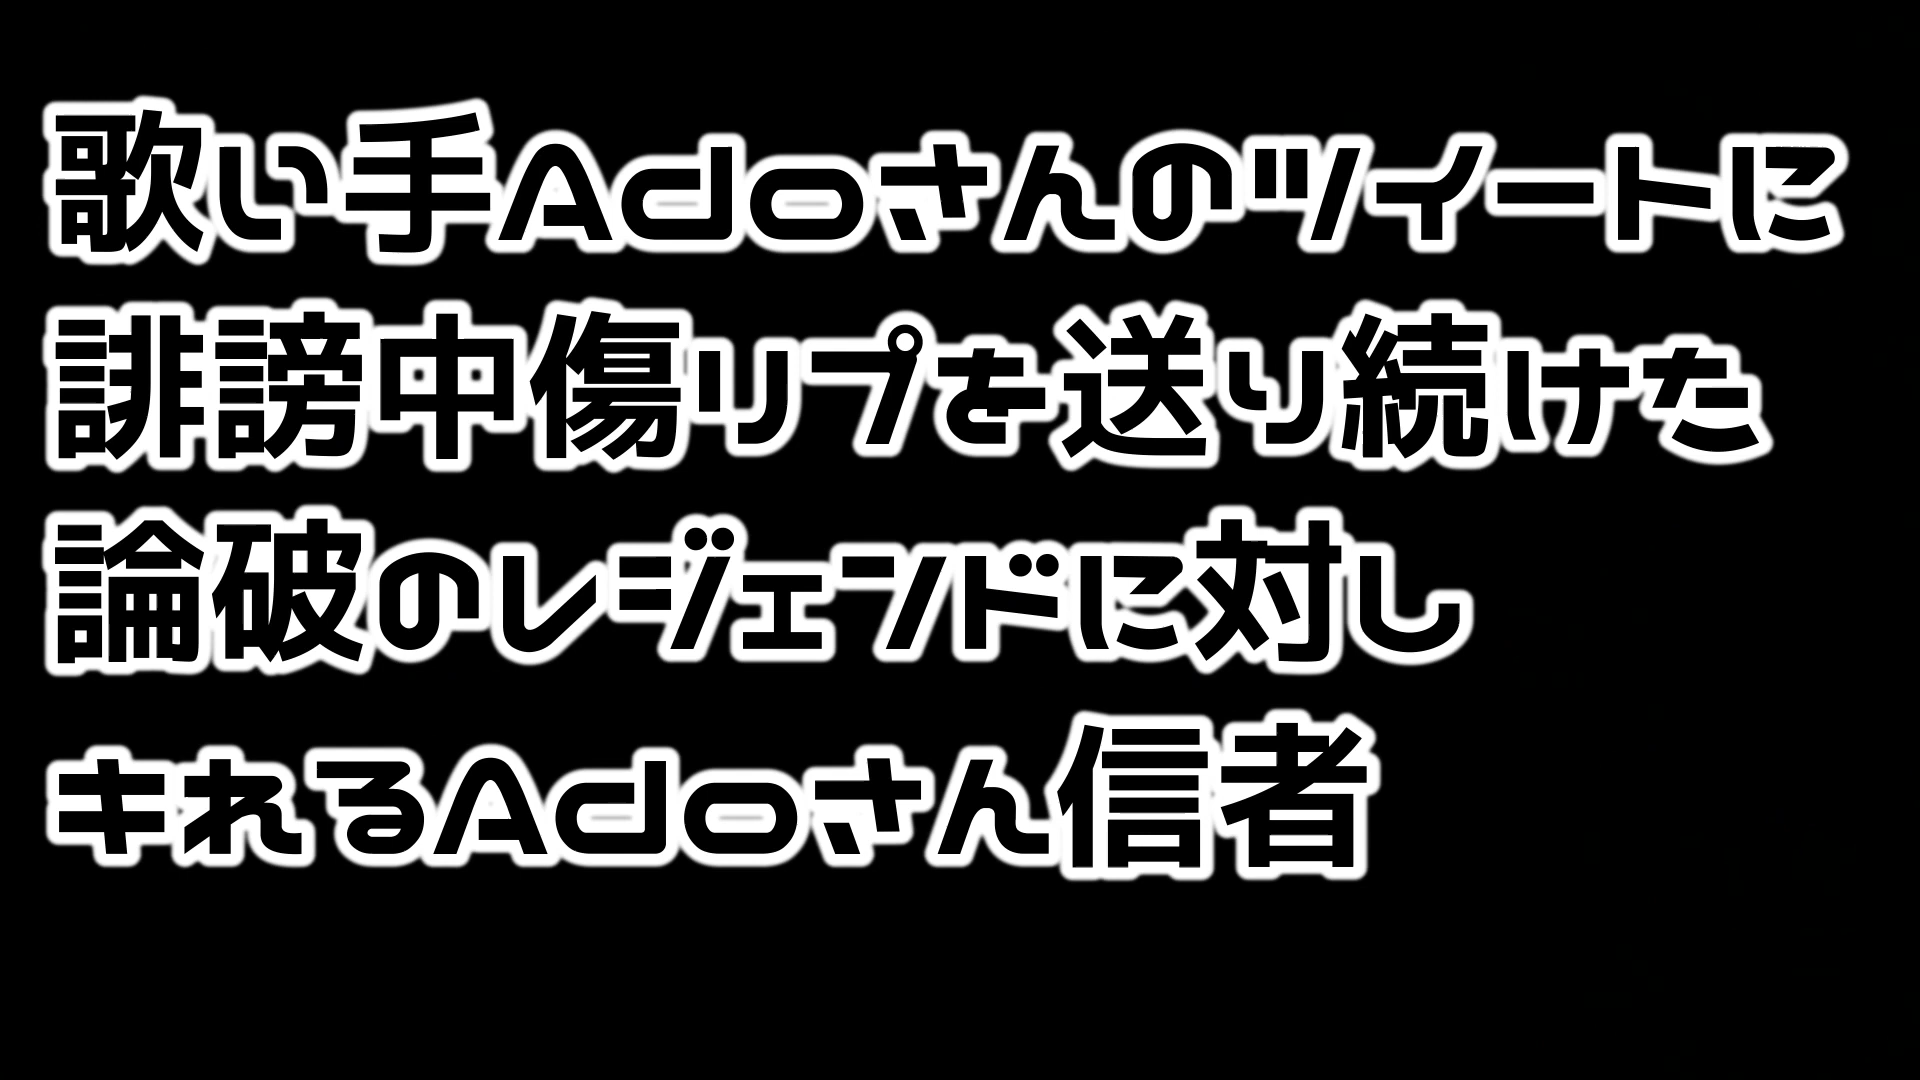 歌い手Adoさんのツイートに
誹謗中傷リプを送り続けた
論破のレジェンドに対し
キれるAdoさん信者